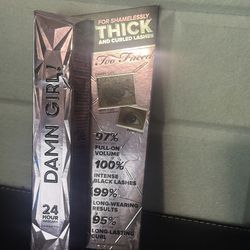 DAMN GIRL!
24
HOUR
MASCARA
FOR SHAMELESSLY
THICK
AND CURLED LASHES
Too Faced
97%
FULL-ON
VOLUME
100%
INTENSE
BLACK LASHES
99%
LONG-WEARING
RESULTS
95%
LONG-LASTING
CURL